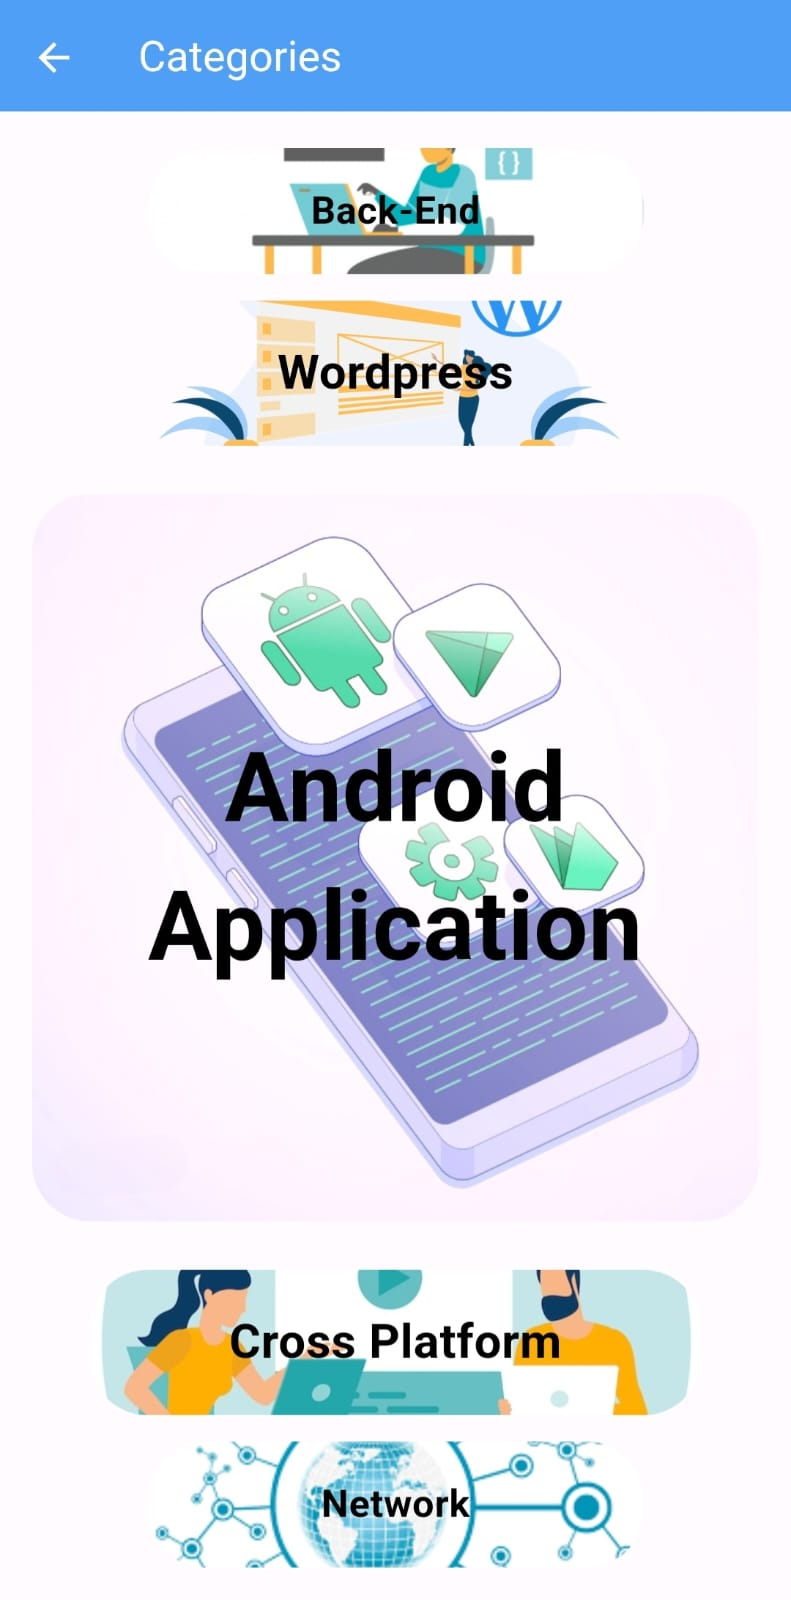 Categories
{}
Back-End
Wordpress
Android
Application
Cross Platform
Network